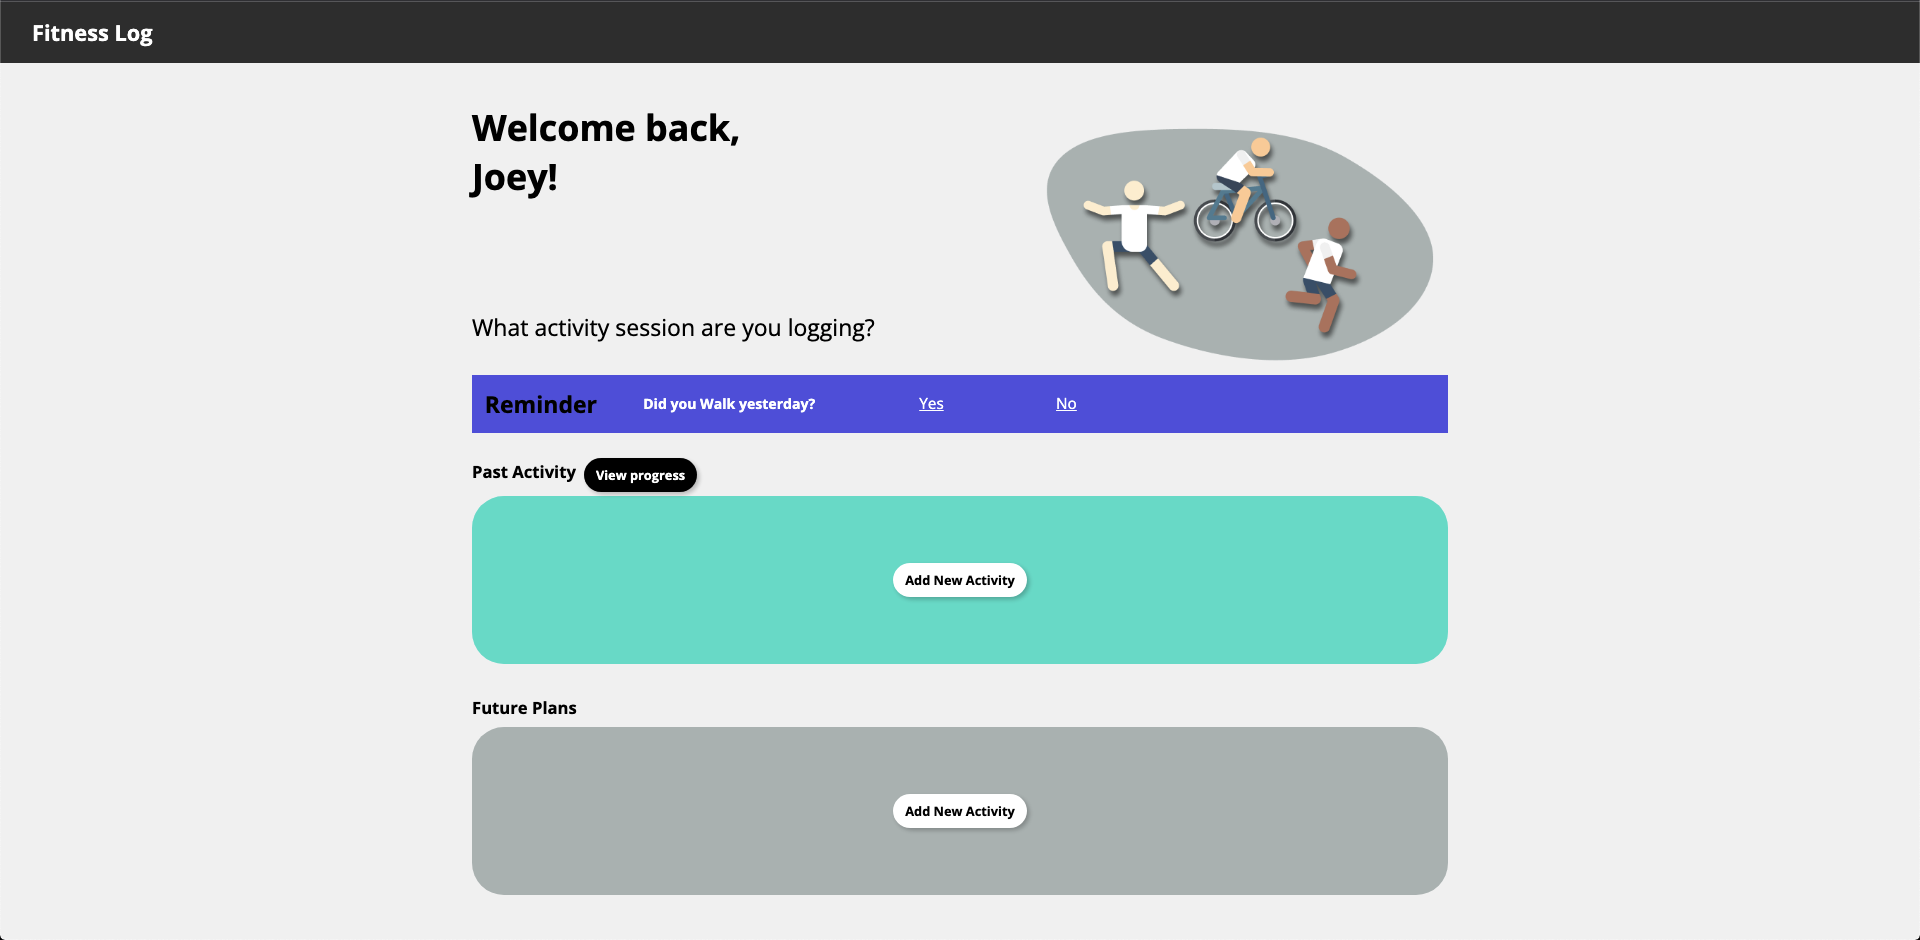 Fitness Log
Welcome back,
Joey!
What activity session are you logging?
Reminder Did you Walk yesterday? Yes No
Past Activity View progress
Add New Activity
Future Plans
Add New Activity